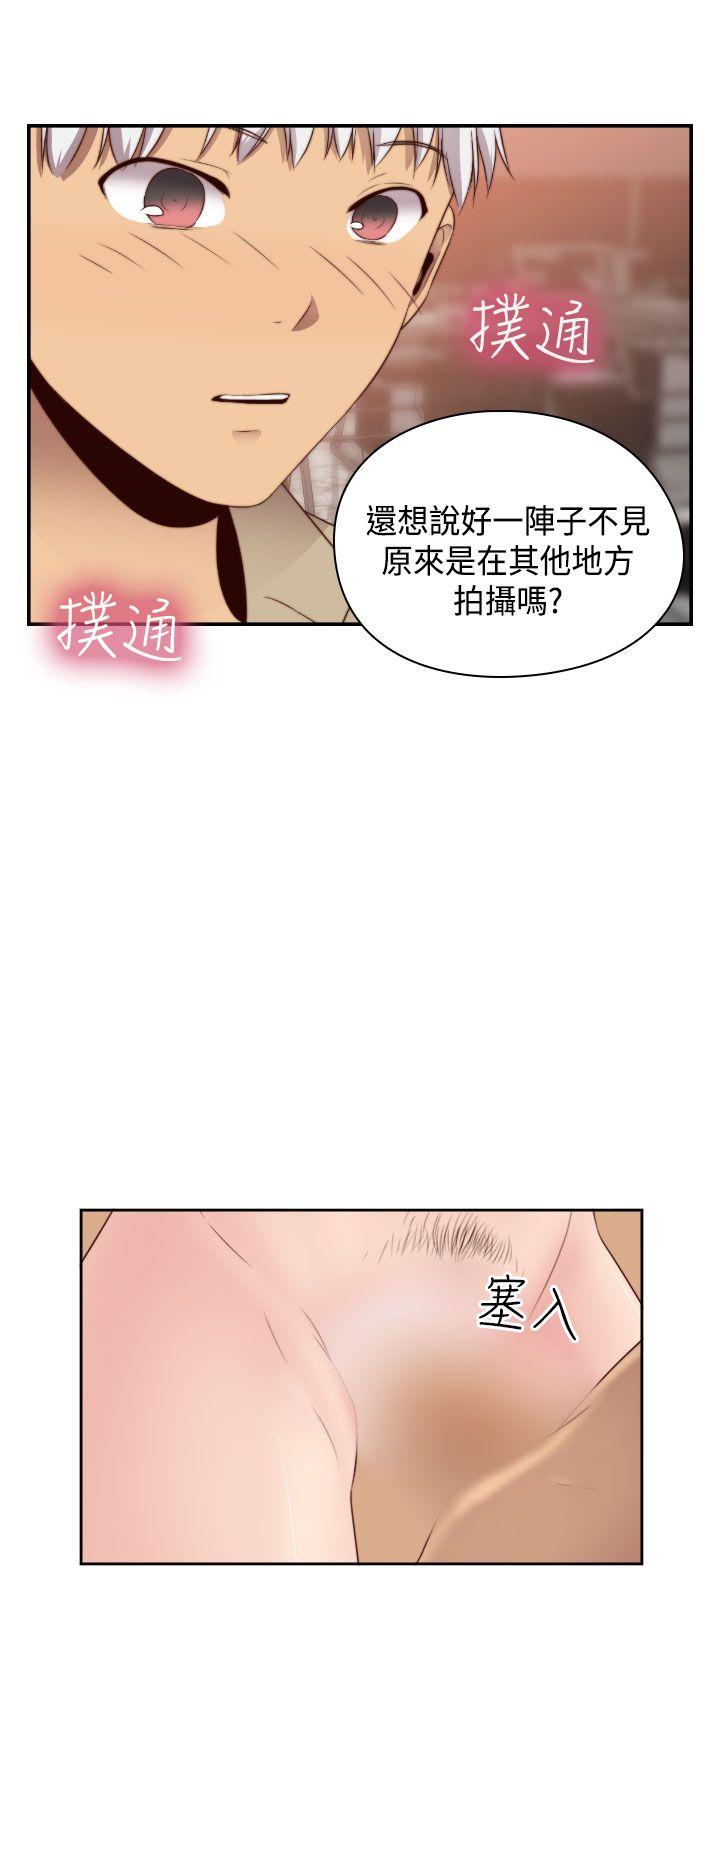 撲通
還想說好一陣子不見
原來是在其他地方
拍攝嗎?
撲通
塞入